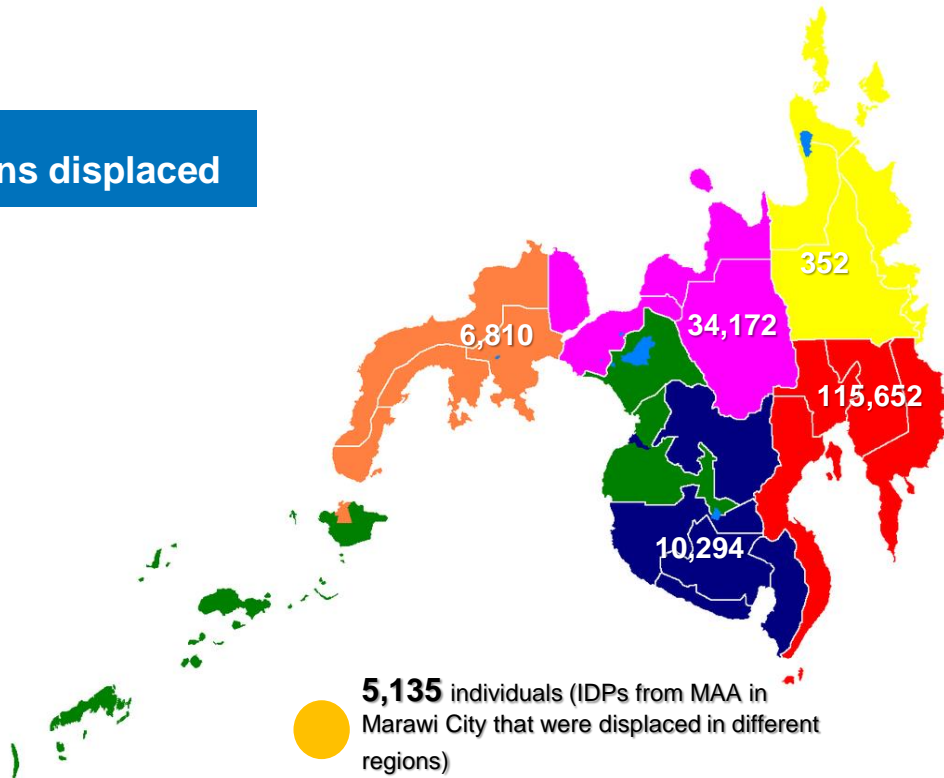 ns displaced
352
34,172
6,810
115,652
10,294
5,135 individuals (IDPs from MAA in
Marawi City that were displaced in different
regions)